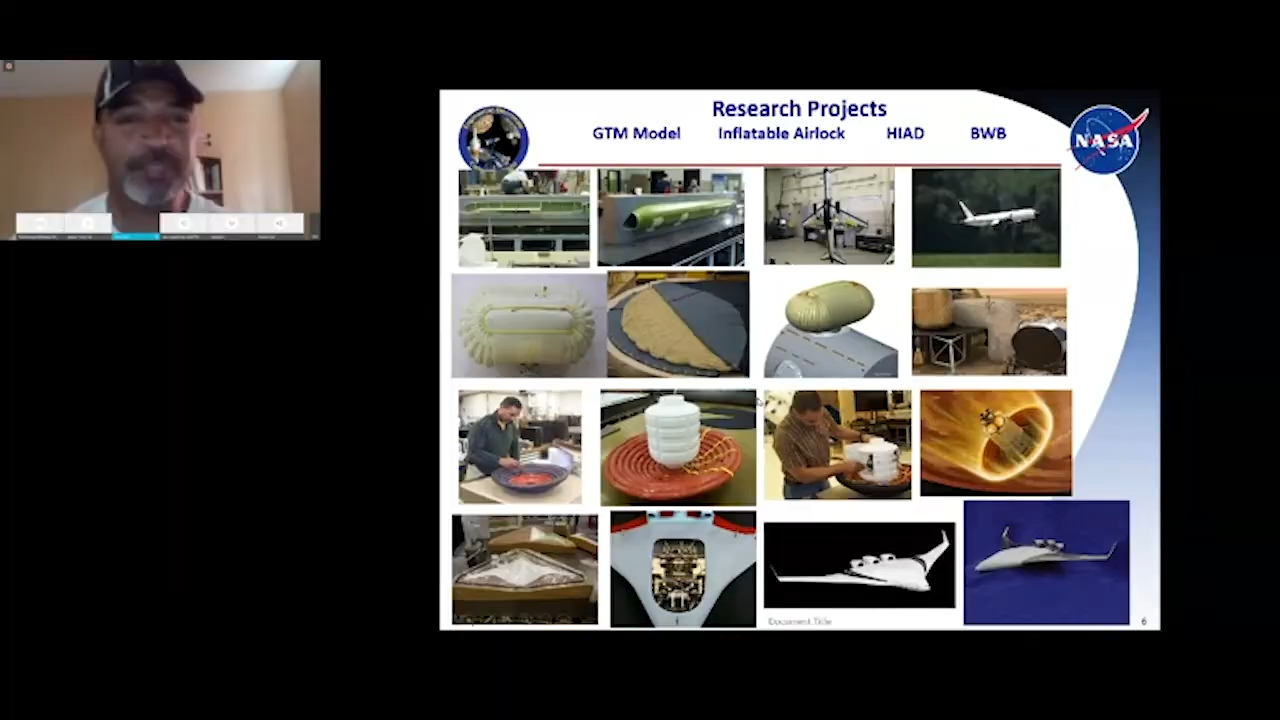 Research Projects
GTM Model Inflatable Airlock HIAD BWB
NASA
Document Title
6